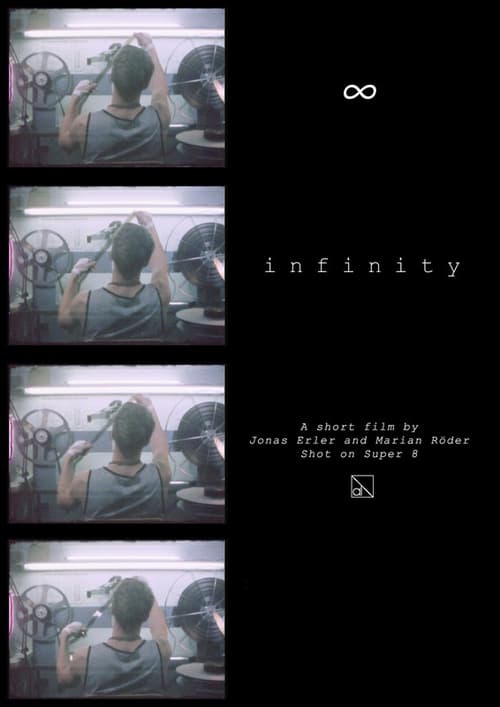 ∞
infinity
A short film by
Jonas Erler and Marian Röder
Shot on Super 8